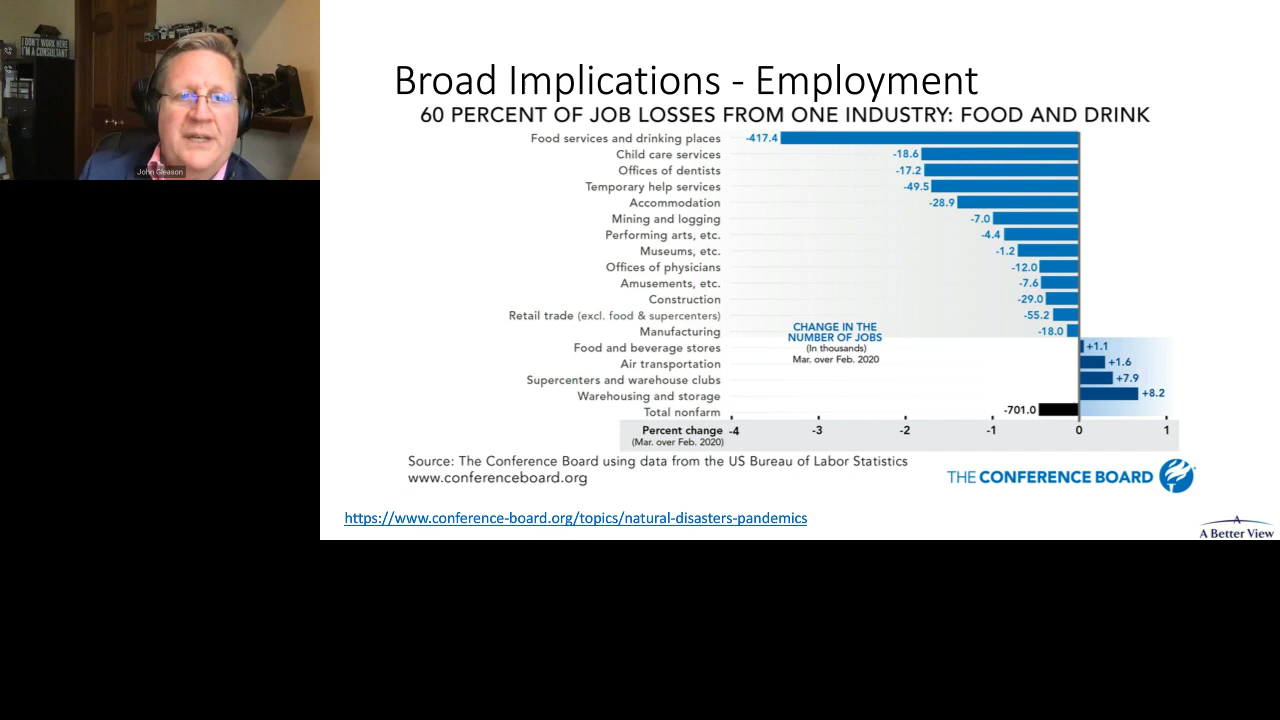 I DON'T WORK HERE
I'M A CONSULTANT
John Gleason
Broad Implications - Employment
60 PERCENT OF JOB LOSSES FROM ONE INDUSTRY: FOOD AND DRINK
Food services and drinking places -417.4
Child care services -18.6
Offices of dentists -17.2
Temporary help services -49.5
Accommodation -28.9
Mining and logging -7.0
Performing arts, etc. -4.4
Museums, etc. -1.2
Offices of physicians -12.0
Amusements, etc. -7.6
Construction -29.0
Retail trade (excl. food & supercenters) -55.2
Manufacturing -18.0
CHANGE IN THE
NUMBER OF JOBS
(In thousands)
Mar. over Feb. 2020
Food and beverage stores +1.1
Air transportation +1.6
Supercenters and warehouse clubs +7.9
Warehousing and storage +8.2
Total nonfarm -701.0
Percent change -4 -3 -2 -1 0 1
(Mar. over Feb. 2020)
Source: The Conference Board using data from the US Bureau of Labor Statistics
www.conferenceboard.org
THE CONFERENCE BOARD
https://www.conference-board.org/topics/natural-disasters-pandemics
A Better View